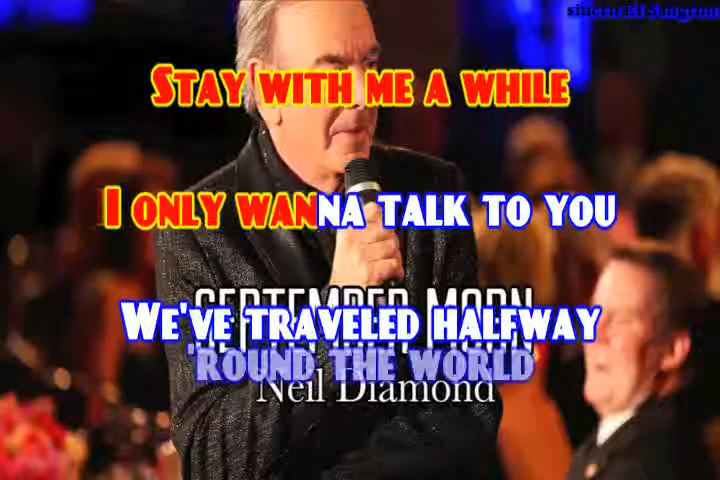 STAY WITH ME A WHILE
I ONLY WANNA TALK TO YOU
WE'VE TRAVELED HALFWAY
SEPTEMBER MORN
'ROUND THE WORLD
Neil Diamond